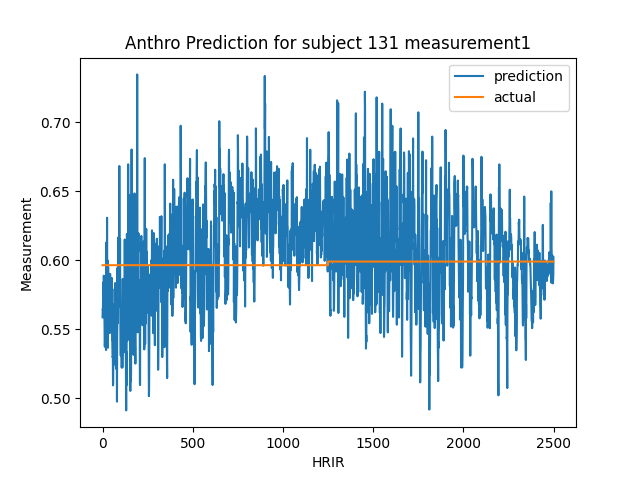 Anthro Prediction for subject 131 measurement1
prediction
actual
0.70
0.65
0.60
0.55
0.50
Measurement
0 500 1000 1500 2000 2500
HRIR